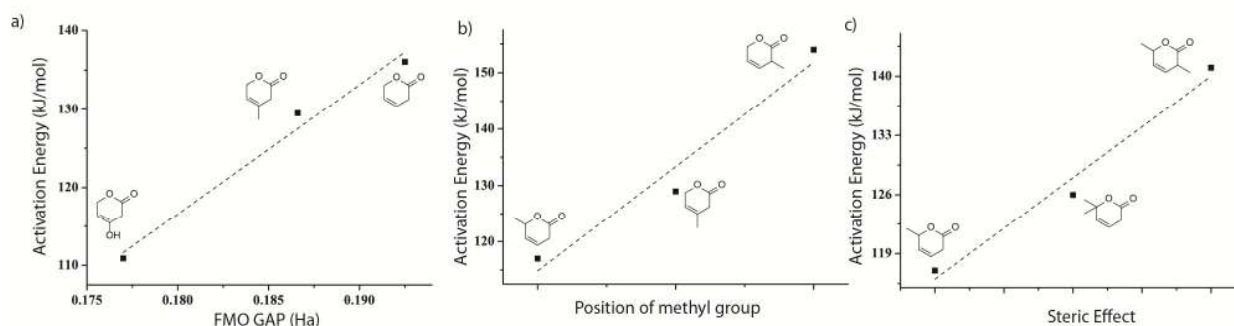 a)
Activation Energy (kJ/mol)
140
130
120
110
0.175
0.180
0.185
0.190
FMO GAP (Ha)
O
O
OH
O
O
O
O
b)
Activation Energy (kJ/mol)
150
140
130
120
Position of methyl group
O
O
O
O
O
O
c)
Activation Energy (kJ/mol)
140
133
126
119
Steric Effect
O
O
O
O
O
O